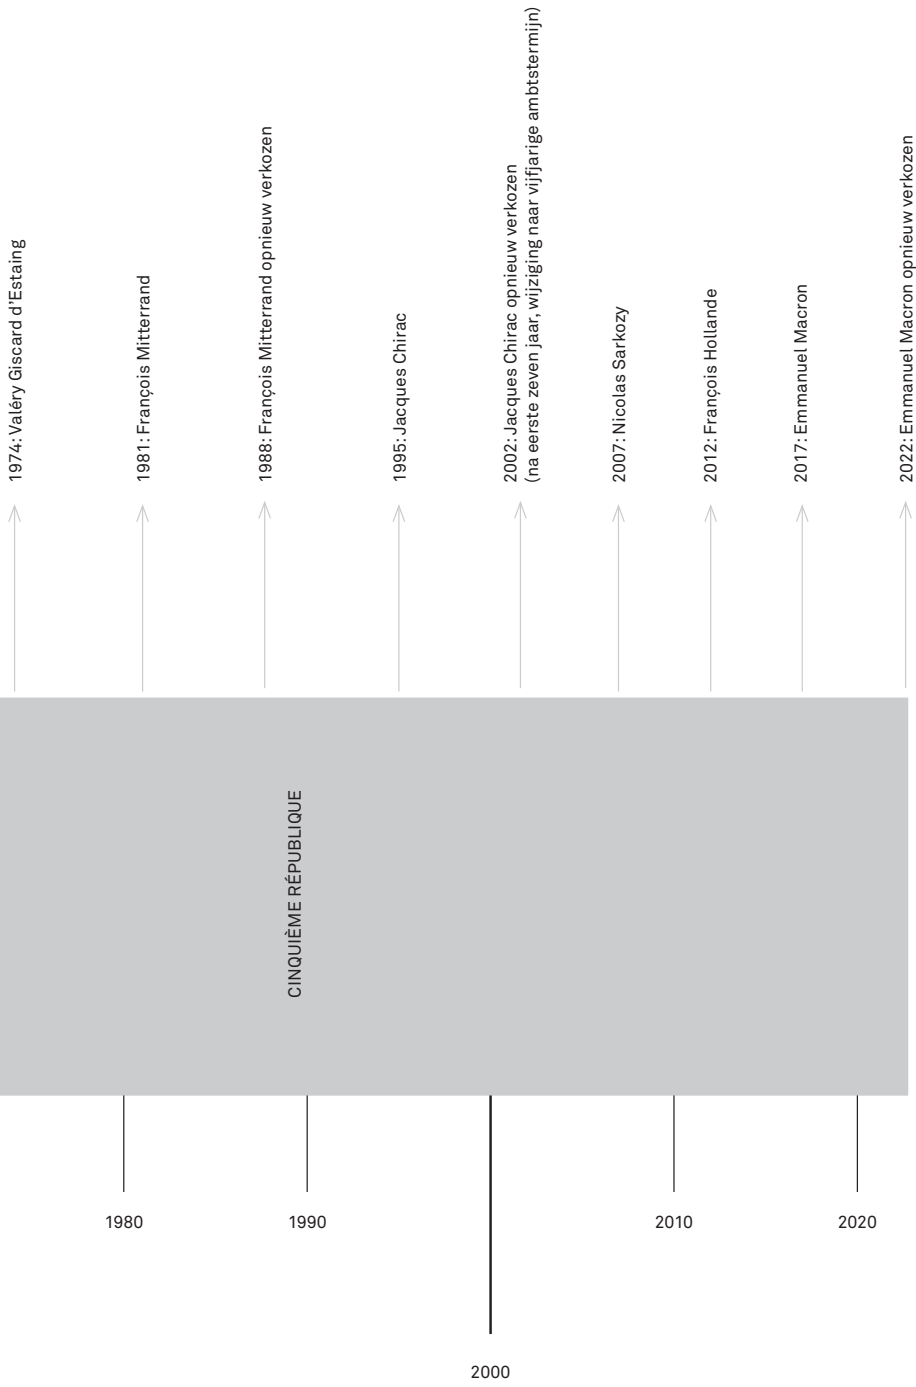 1974: Valéry Giscard d’Estaing
1981: François Mitterrand
1988: François Mitterrand opnieuw verkozen
1995: Jacques Chirac
2002: Jacques Chirac opnieuw verkozen
(na eerste zeven jaar, wijziging naar vijfjarige ambtstermijn)
2007: Nicolas Sarkozy
2012: François Hollande
2017: Emmanuel Macron
2022: Emmanuel Macron opnieuw verkozen
CINQUIÈME RÉPUBLIQUE
1980
1990
2010
2020
2000